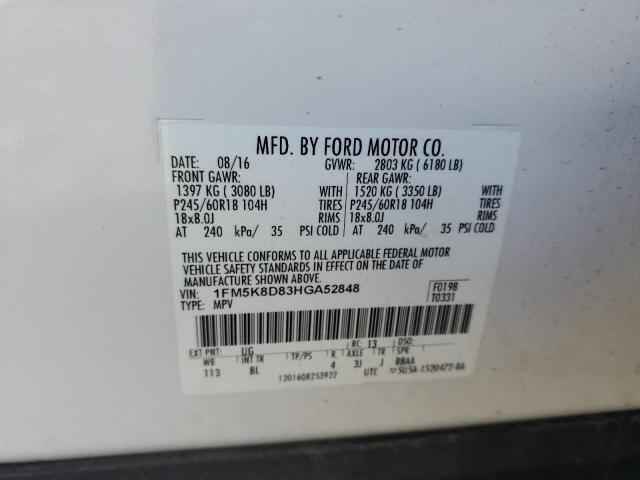 MFD. BY FORD MOTOR CO.
DATE: 08/16 GVWR: 2803 KG ( 6180 LB)
FRONT GAWR: REAR GAWR:
1397 KG ( 3080 LB) WITH 1520 KG ( 3350 LB) WITH
P245/60R18 104H TIRES P245/60R18 104H TIRES
18x8.0J RIMS 18x8.0J RIMS
AT 240 kPa/ 35 PSI COLD AT 240 kPa/ 35 PSI COLD
THIS VEHICLE CONFORMS TO ALL APPLICABLE FEDERAL MOTOR
VEHICLE SAFETY STANDARDS IN EFFECT ON THE DATE OF
MANUFACTURE SHOWN ABOVE.
VIN: 1FM5K8D83HGA52848 F0198
TYPE: MPV T0331
EXT PNT: UG RC: 13 DSO:
WB INT TR TP/PS R AXLE TR SPR
113 BL 4 3J J BBAA
1201608253922 UTC 5U5A-1520472-BA